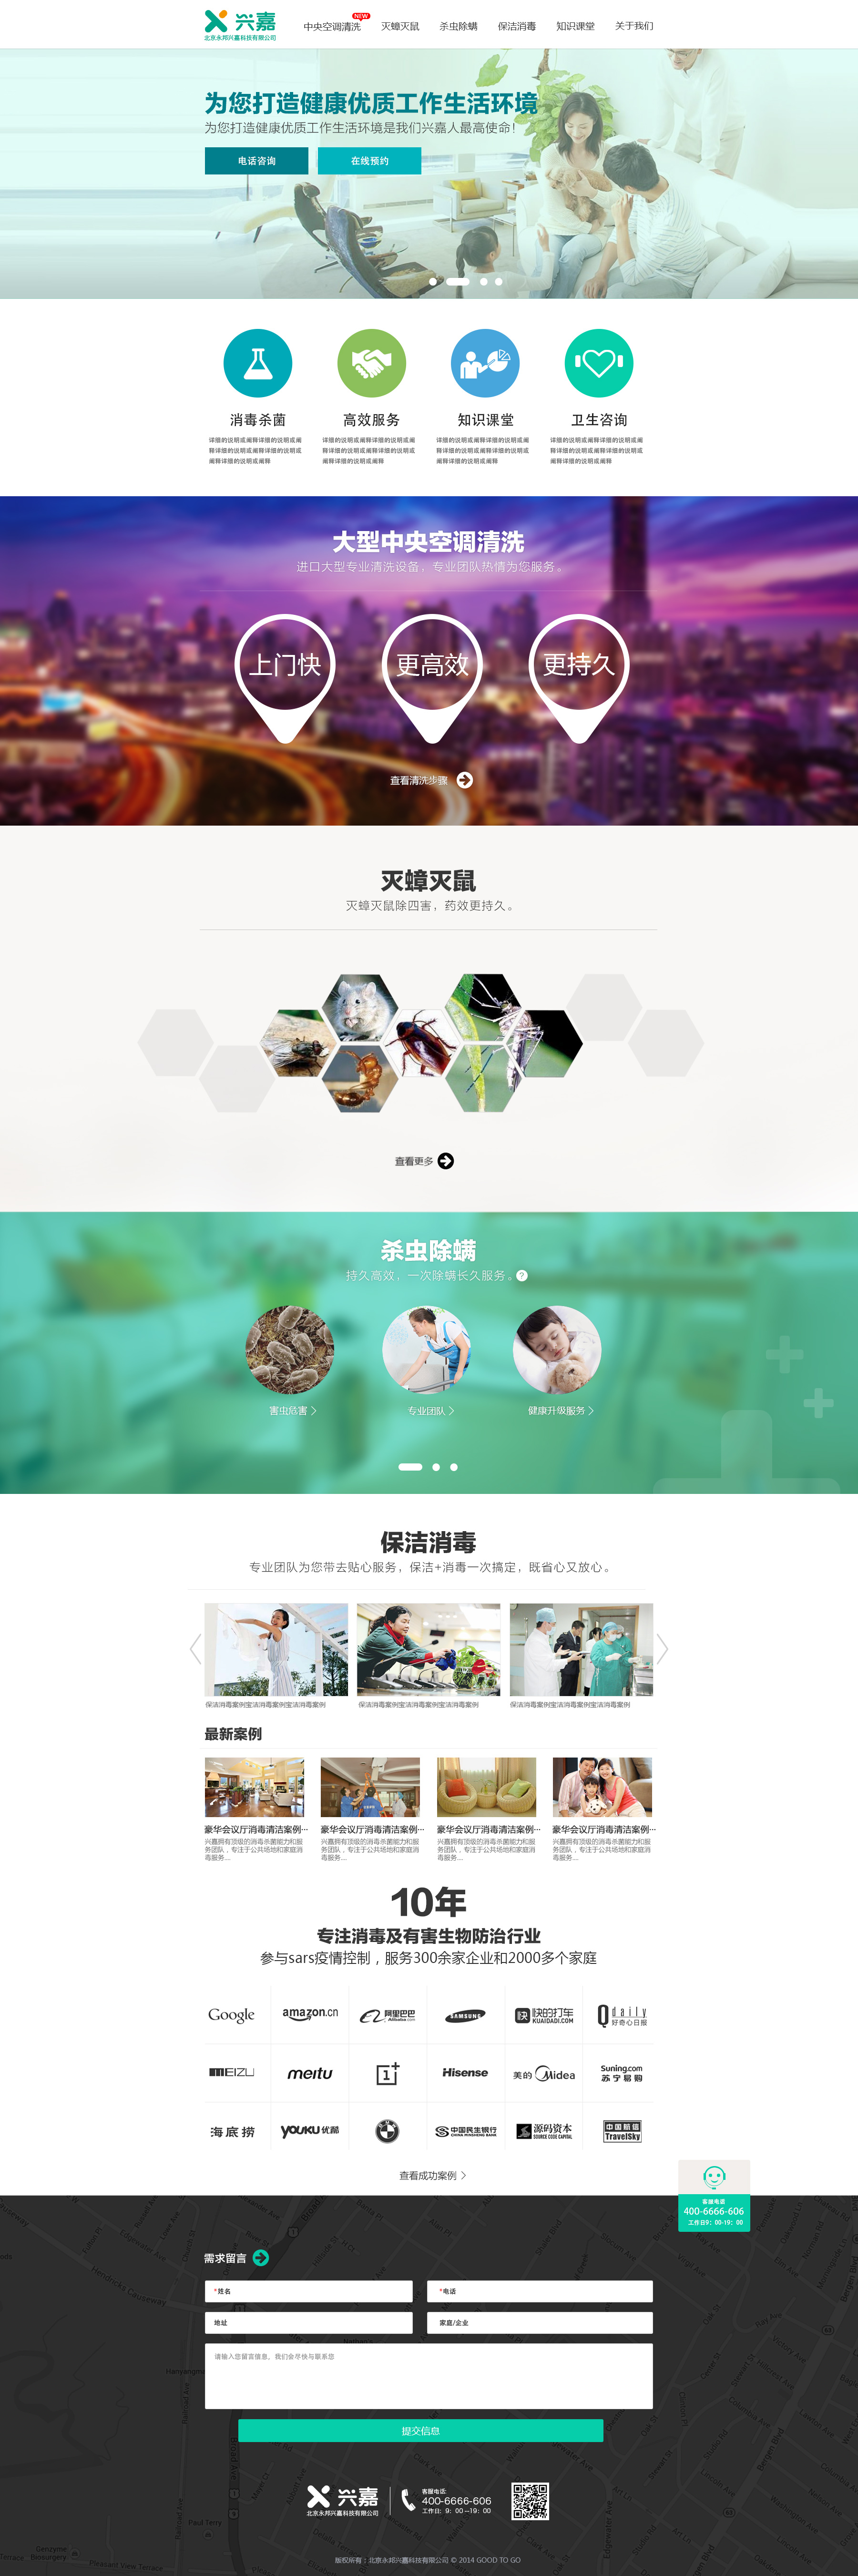 兴嘉
北京永邦兴嘉科技有限公司
中央空调清洗
NEW
灭蟑灭鼠
杀虫除螨
保洁消毒
知识课堂
关于我们
为您打造健康优质工作生活环境
为您打造健康优质工作生活环境是我们兴嘉人最高使命!
电话咨询
在线预约
消毒杀菌
详细的说明或阐释详细的说明或阐
释详细的说明或阐释详细的说明或
阐释详细的说明或阐释
高效服务
详细的说明或阐释详细的说明或阐
释详细的说明或阐释详细的说明或
阐释详细的说明或阐释
知识课堂
详细的说明或阐释详细的说明或阐
释详细的说明或阐释详细的说明或
阐释详细的说明或阐释
卫生咨询
详细的说明或阐释详细的说明或阐
释详细的说明或阐释详细的说明或
阐释详细的说明或阐释
大型中央空调清洗
进口大型专业清洗设备，专业团队热情为您服务。
上门快
更高效
更持久
查看清洗步骤
灭蟑灭鼠
灭蟑灭鼠除四害，药效更持久。
查看更多
杀虫除螨
持久高效，一次除螨长久服务。?
害虫危害
专业团队
健康升级服务
保洁消毒
专业团队为您带去贴心服务，保洁+消毒一次搞定，既省心又放心。
保洁消毒案例宝洁消毒案例宝洁消毒案例
保洁消毒案例宝洁消毒案例宝洁消毒案例
保洁消毒案例宝洁消毒案例宝洁消毒案例
最新案例
豪华会议厅消毒清洁案例…
兴嘉拥有顶级的消毒杀菌能力和服
务团队，专注于公共场地和家庭消
毒服务...
豪华会议厅消毒清洁案例…
兴嘉拥有顶级的消毒杀菌能力和服
务团队，专注于公共场地和家庭消
毒服务...
豪华会议厅消毒清洁案例…
兴嘉拥有顶级的消毒杀菌能力和服
务团队，专注于公共场地和家庭消
毒服务...
豪华会议厅消毒清洁案例…
兴嘉拥有顶级的消毒杀菌能力和服
务团队，专注于公共场地和家庭消
毒服务...
10年
专注消毒及有害生物防治行业
参与sars疫情控制，服务300余家企业和2000多个家庭
Google
amazon.cn
阿里巴巴
Alibaba.com
SAMSUNG
快 快的打车
KUAIDADI.COM
Q daily
好奇心日报
MEIZU
meitu
1+
Hisense
美的 Midea
Suning.com
苏宁易购
海底捞
YOUKU优酷
BMW
中国民生银行
CHINA MINSHENG BANK
源码资本
SOURCE CODE CAPITAL
中国航信
TravelSky
查看成功案例
客服电话
400-6666-606
工作日9：00-19：00
需求留言
*姓名
*电话
地址
家庭/企业
请输入您留言信息，我们会尽快与联系您
提交信息
兴嘉
北京永邦兴嘉科技有限公司
客服电话:
400-6666-606
工作日：9：00 --19：00
版权所有：北京永邦兴嘉科技有限公司 © 2014 GOOD TO GO